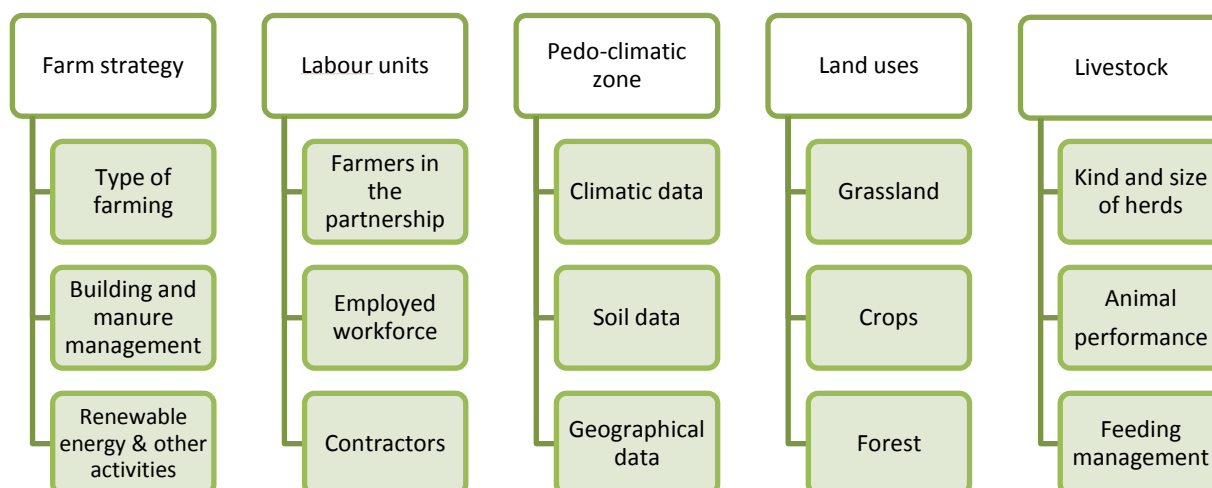 Farm strategy
Type of
farming
Building and
manure
management
Renewable
energy & other
activities
Labour units
Farmers in
the
partnership
Employed
workforce
Contractors
Pedo-climatic
zone
Climatic data
Soil data
Geographical
data
Land uses
Grassland
Crops
Forest
Livestock
Kind and size
of herds
Animal
performance
Feeding
management